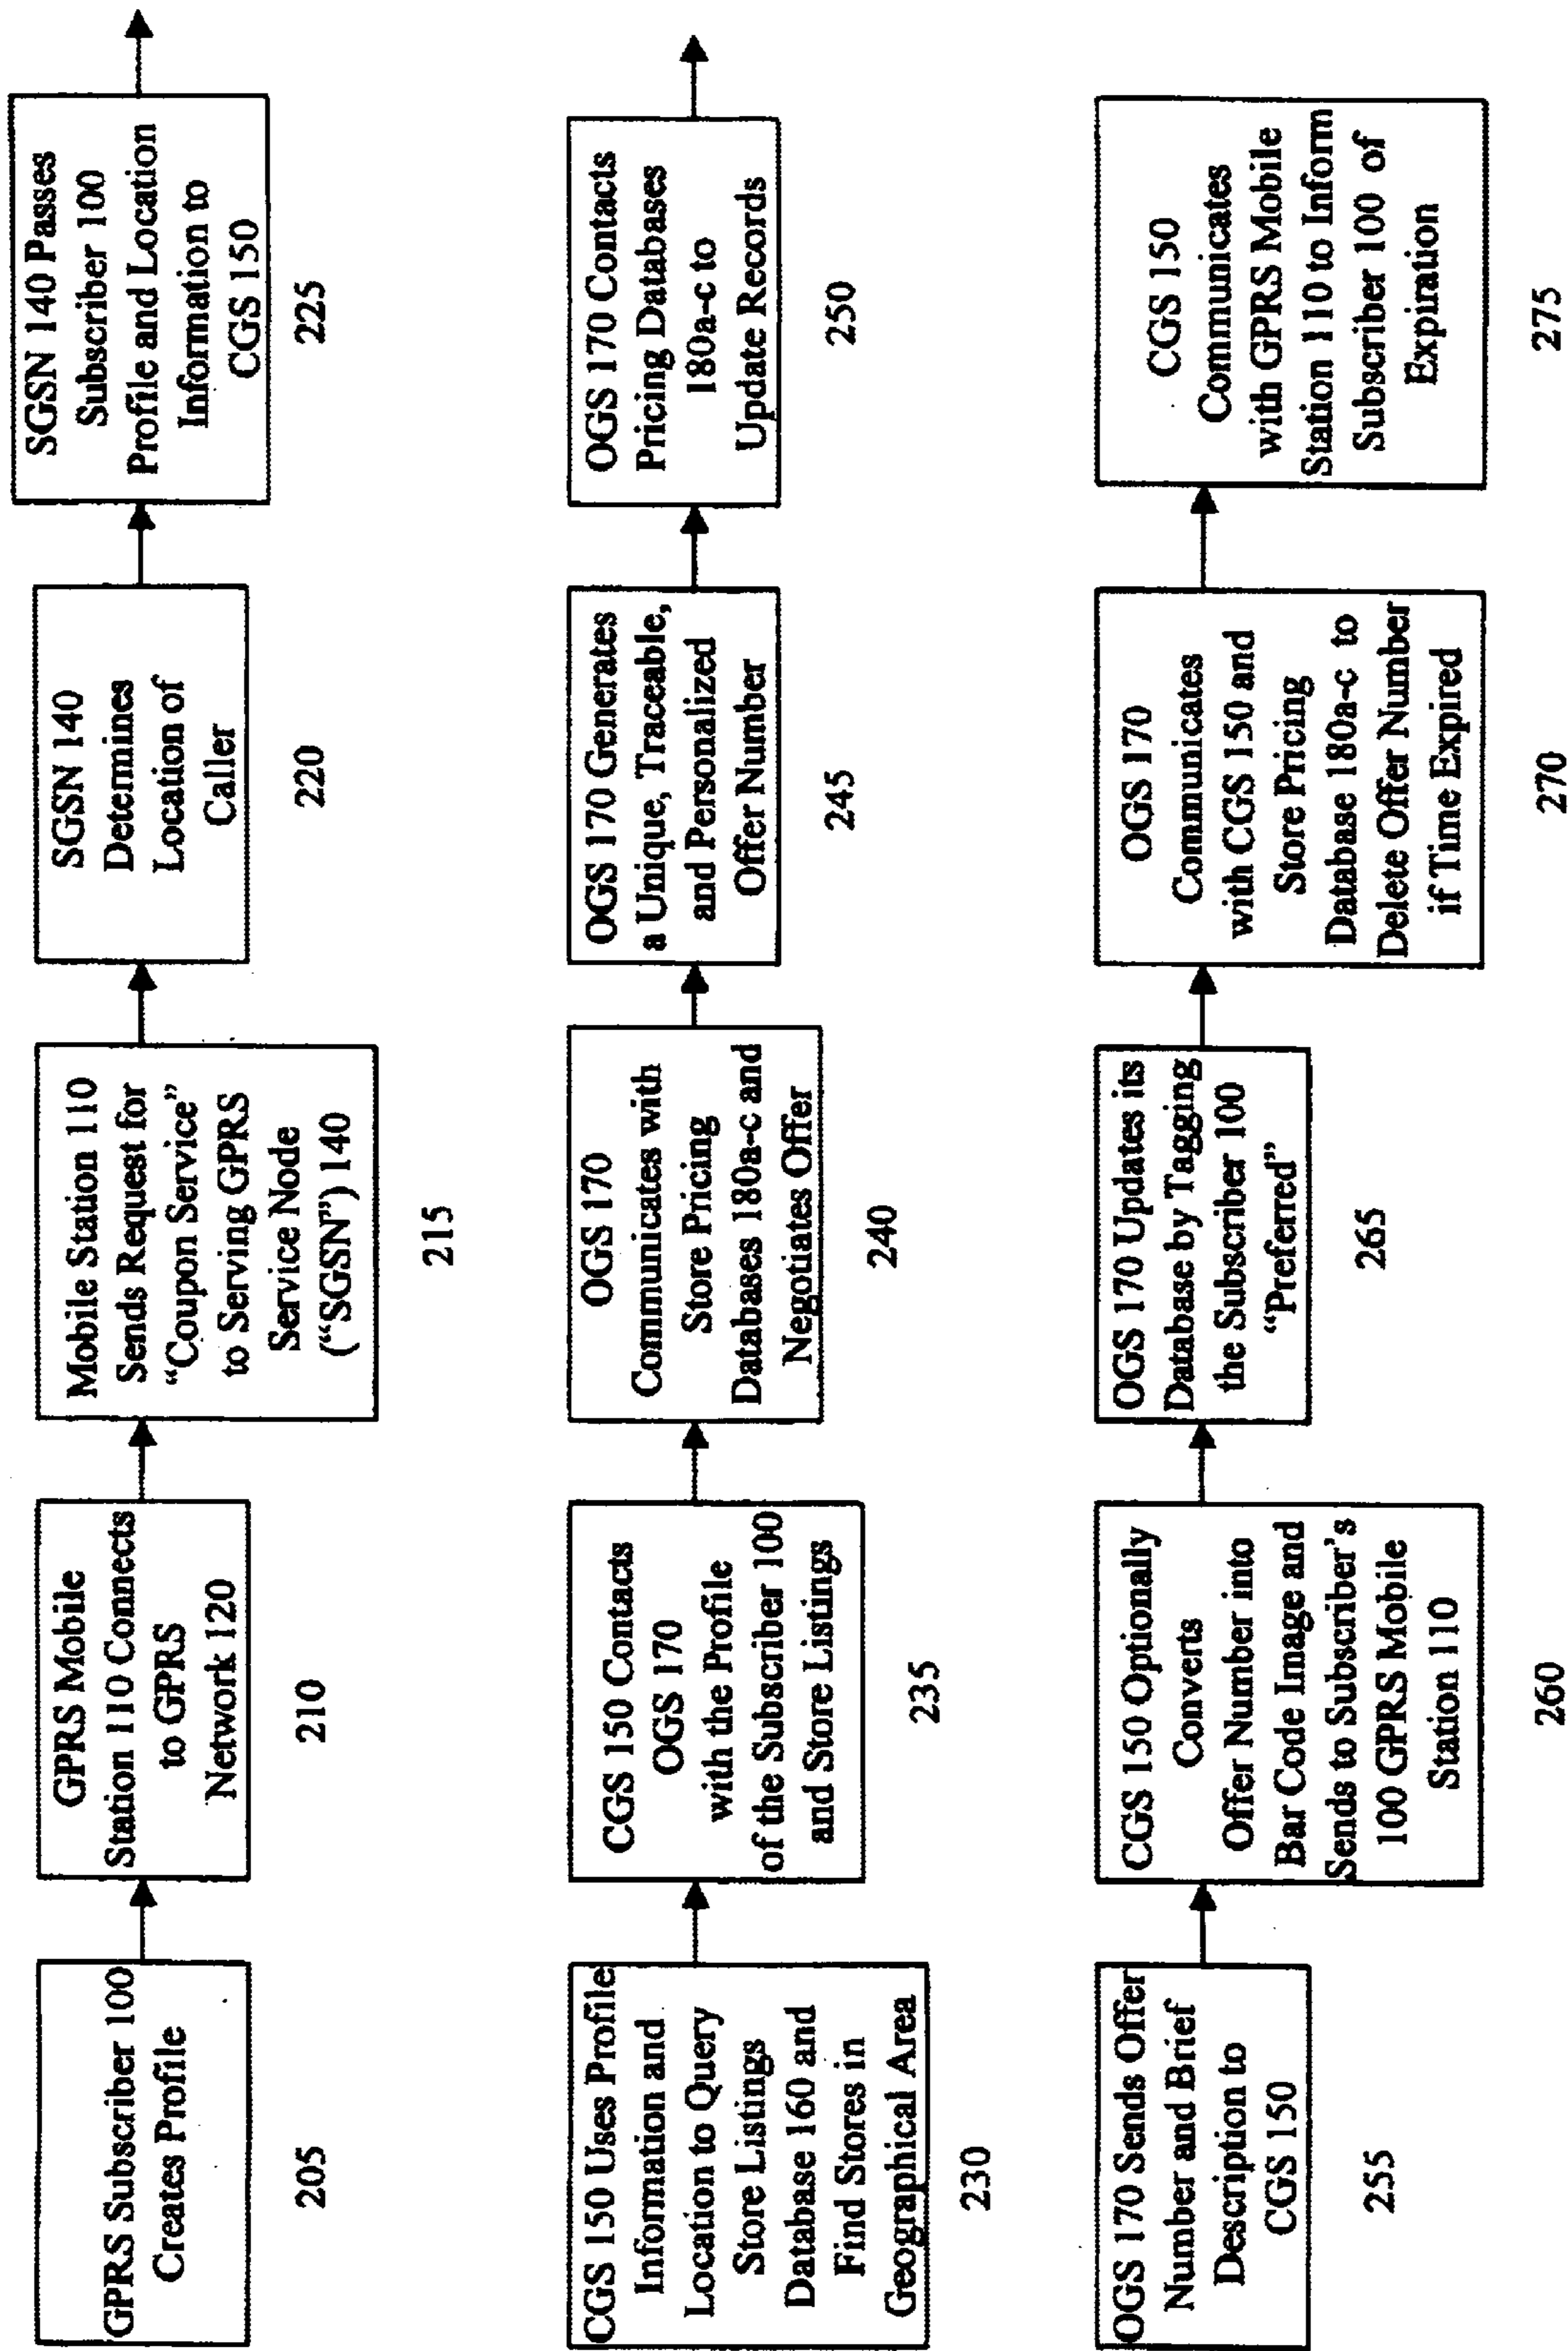 GPRS Subscriber 100
Creates Profile
205
GPRS Mobile
Station 110 Connects
to GPRS
Network 120
210
Mobile Station 110
Sends Request for
“Coupon Service”
to Serving GPRS
Service Node
(“SGSN”) 140
215
SGSN 140
Determines
Location of
Caller
220
SGSN 140 Passes
Subscriber 100
Profile and Location
Information to
CGS 150
225
CGS 150 Uses Profile
Information and
Location to Query
Store Listings
Database 160 and
Find Stores in
Geographical Area
230
CGS 150 Contacts
OGS 170
with the Profile
of the Subscriber 100
and Store Listings
235
OGS 170
Communicates with
Store Pricing
Databases 180a-c and
Negotiates Offer
240
OGS 170 Generates
a Unique, Traceable,
and Personalized
Offer Number
245
OGS 170 Contacts
Pricing Databases
180a-c to
Update Records
250
OGS 170 Sends Offer
Number and Brief
Description to
CGS 150
255
CGS 150 Optionally
Converts
Offer Number into
Bar Code Image and
Sends to Subscriber's
100 GPRS Mobile
Station 110
260
OGS 170 Updates its
Database by Tagging
the Subscriber 100
“Preferred”
265
OGS 170
Communicates
with CGS 150 and
Store Pricing
Database 180a-c to
Delete Offer Number
if Time Expired
270
CGS 150
Communicates
with GPRS Mobile
Station 110 to Inform
Subscriber 100 of
Expiration
275